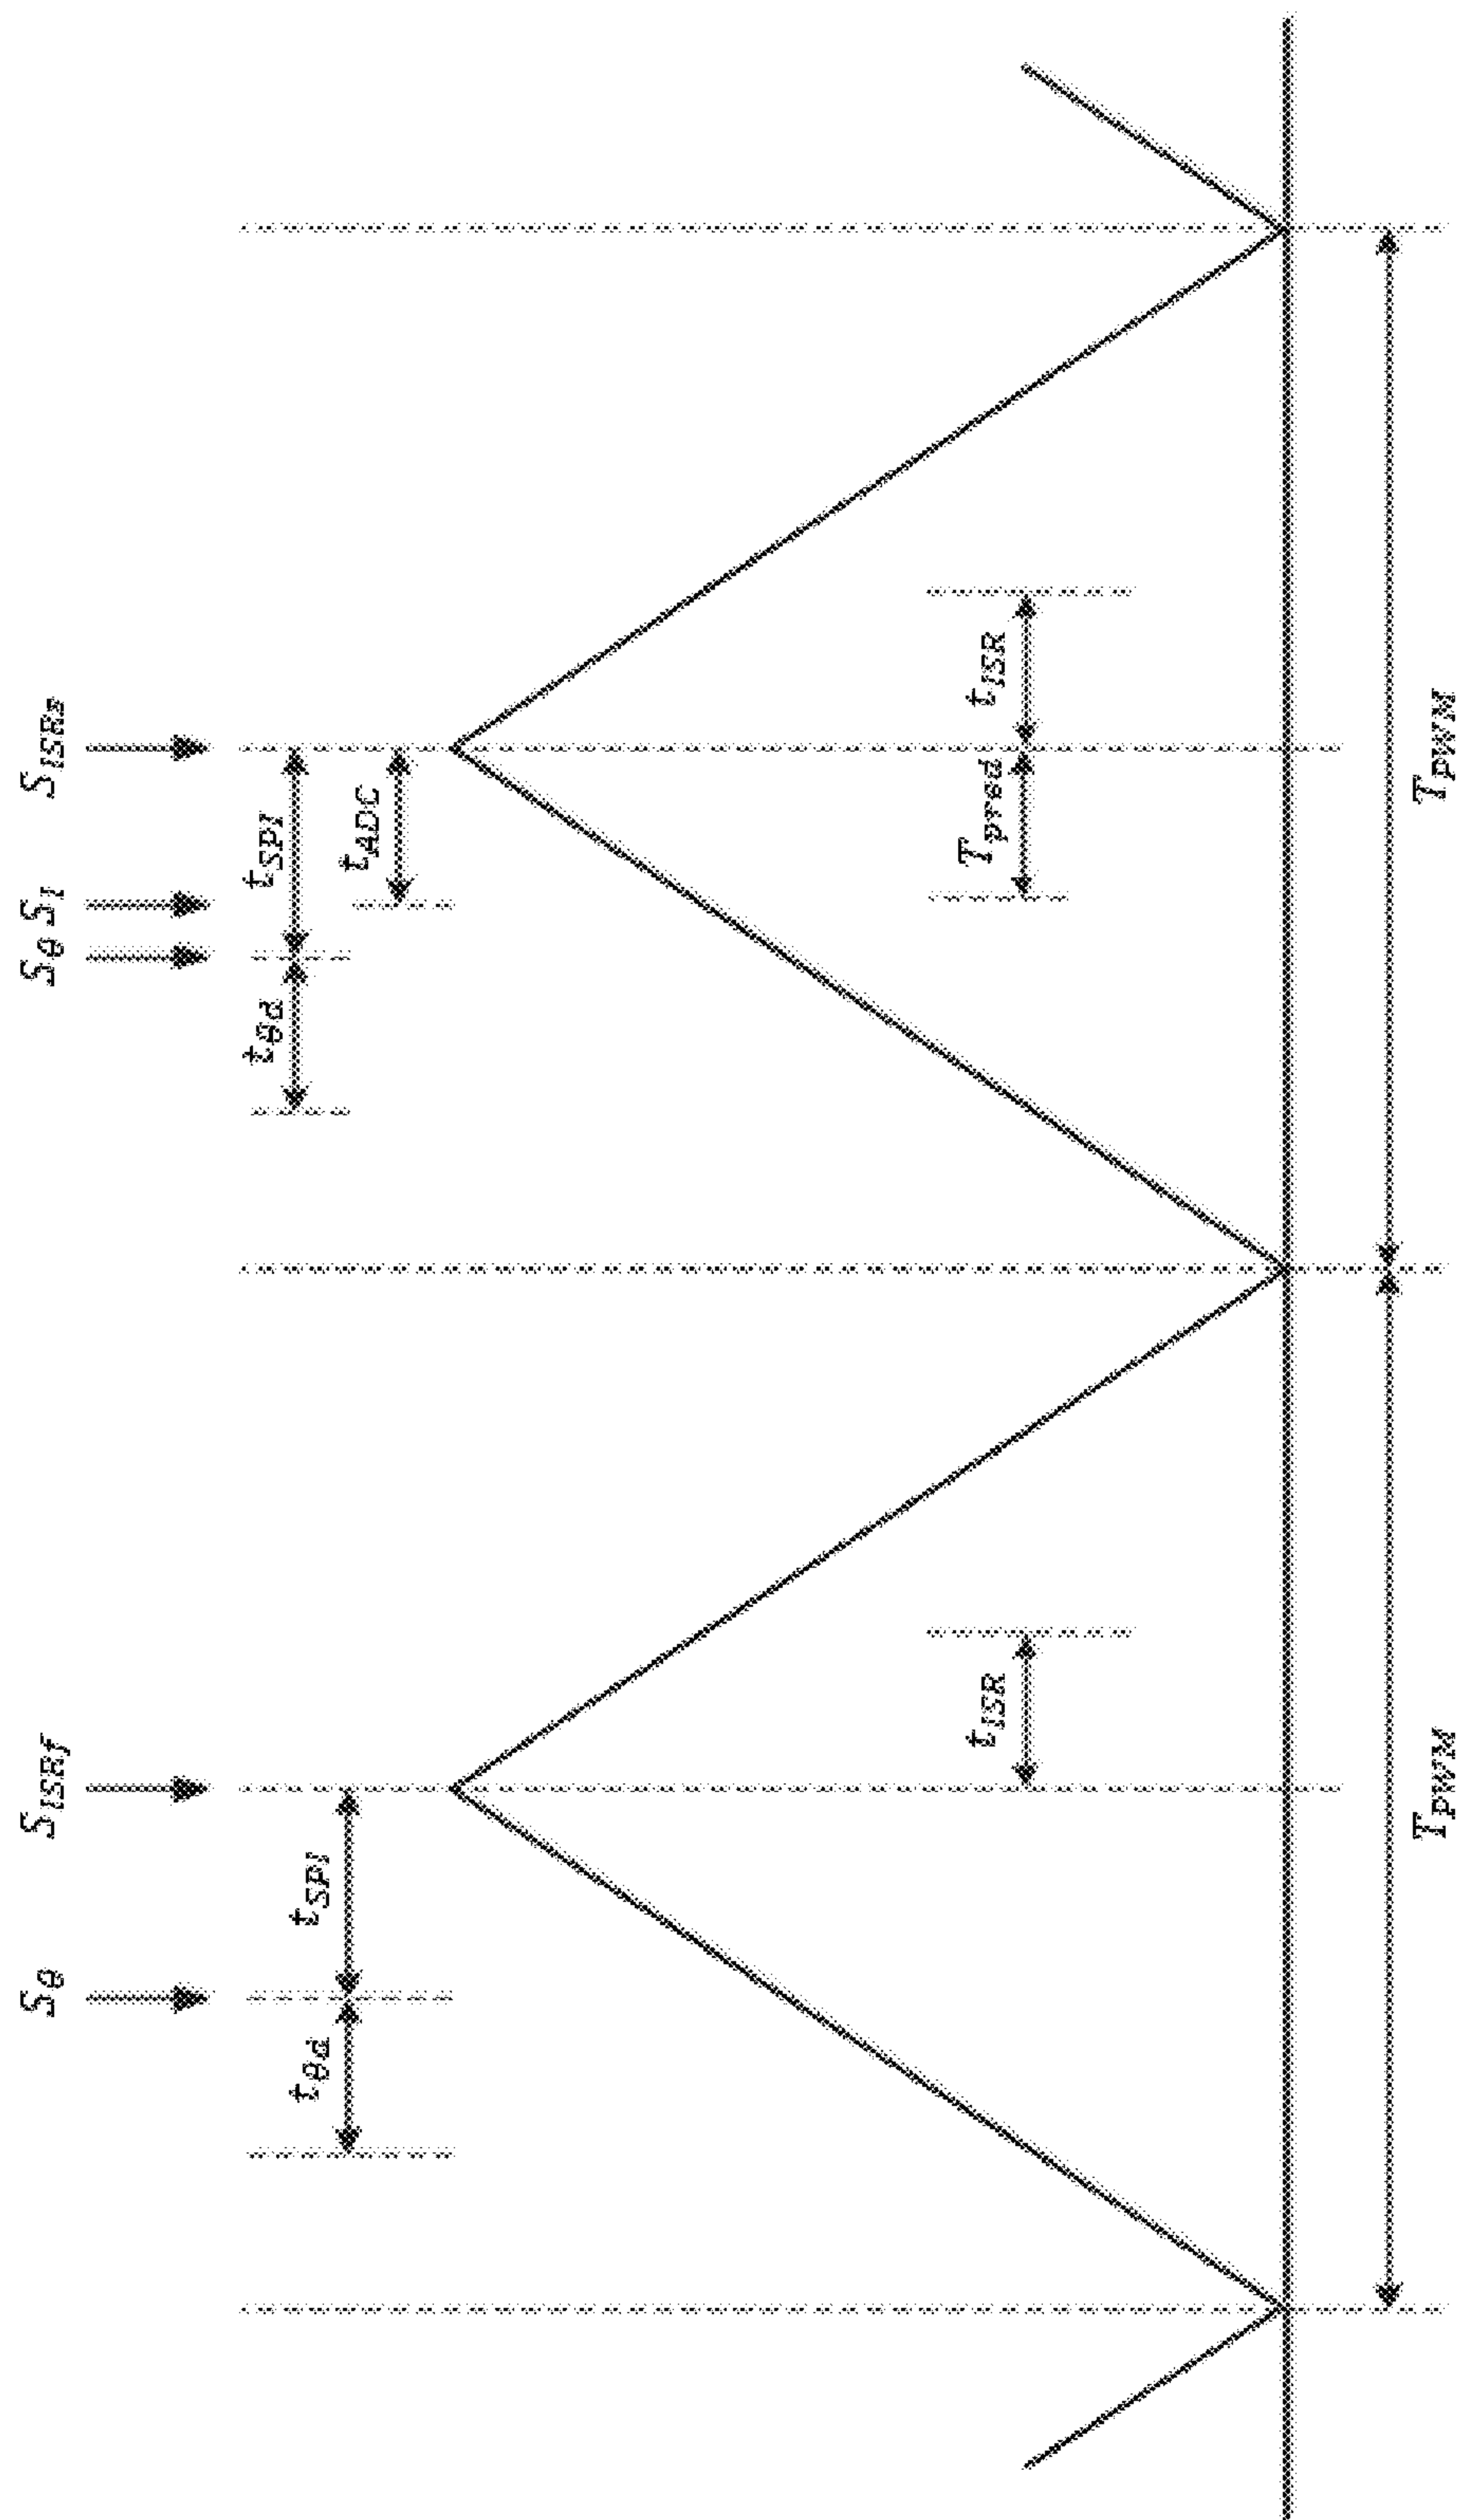 S_θ S_ISRf S_θ S_I S_ISRs
t_θd t_SPI t_θd t_SPI
t_ADC
t_ISR T_pred t_ISR
T_PWM T_PWM